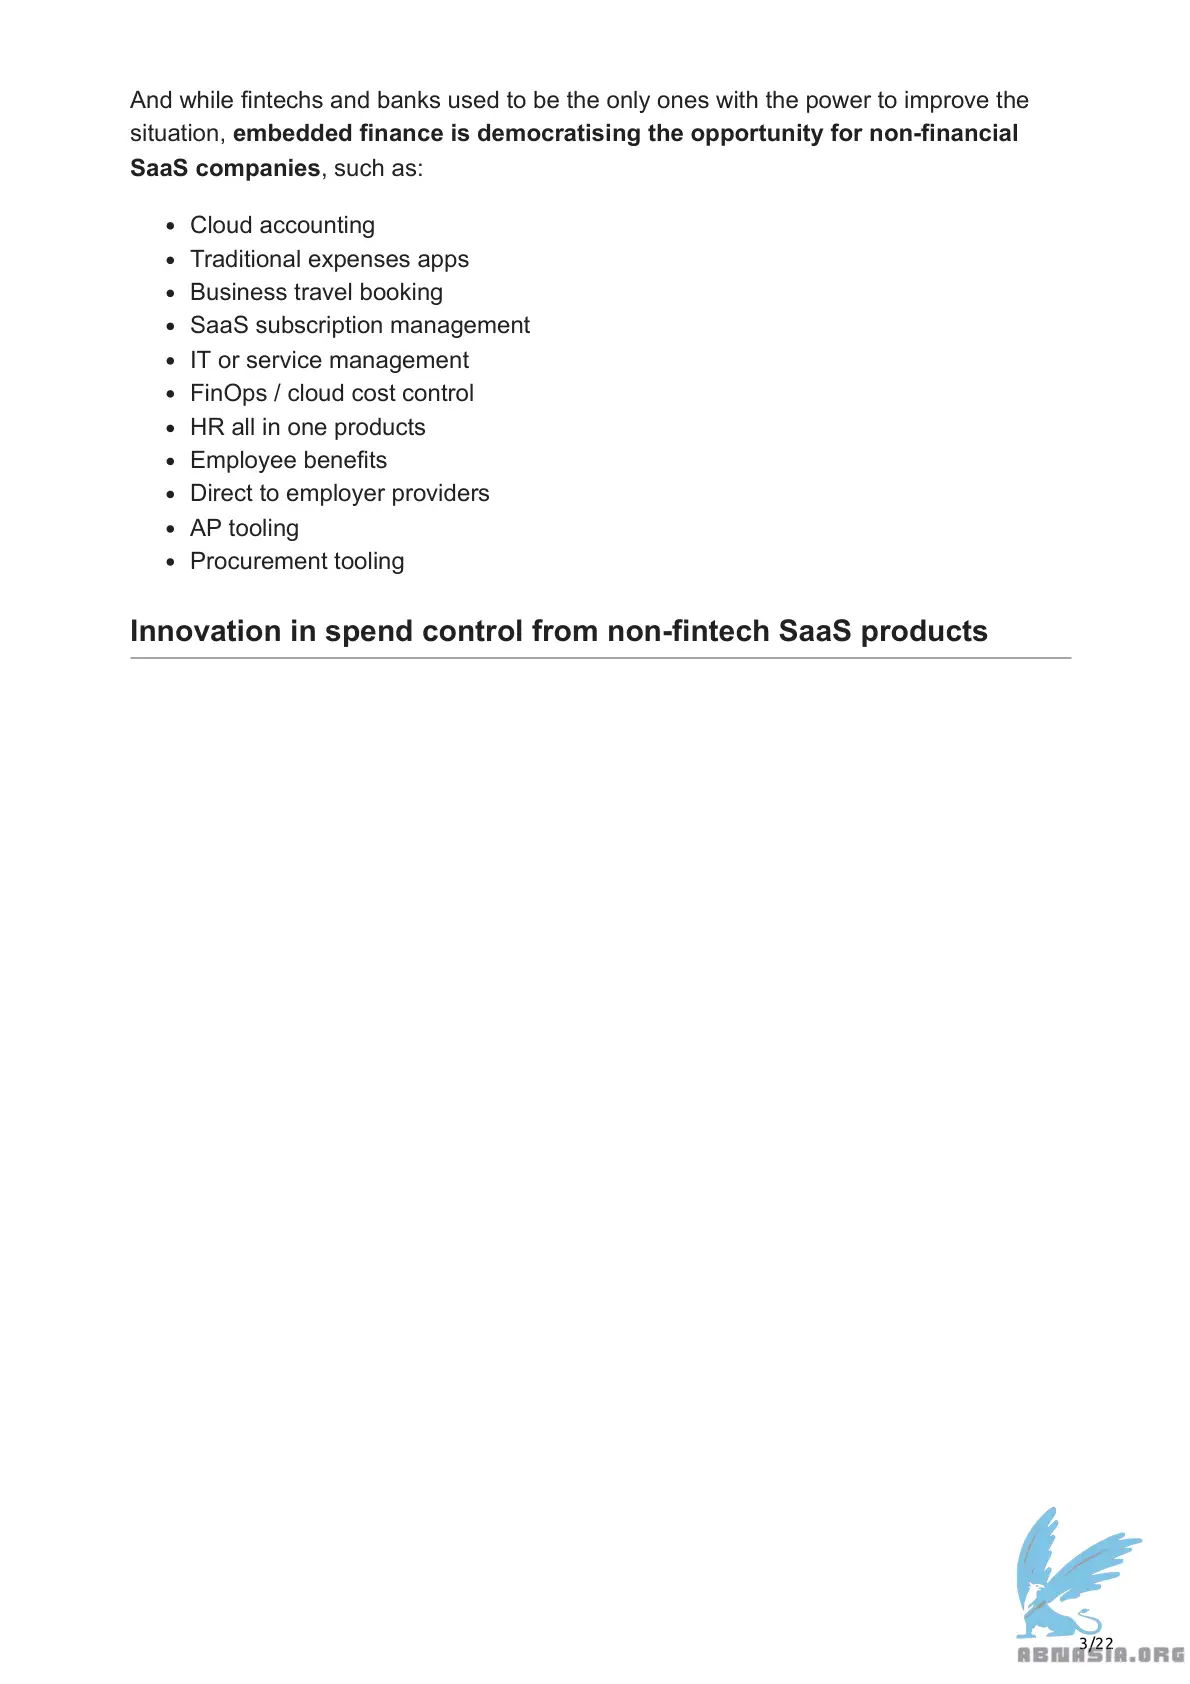 And while fintechs and banks used to be the only ones with the power to improve the
situation, embedded finance is democratising the opportunity for non-financial
SaaS companies, such as:
• Cloud accounting
• Traditional expenses apps
• Business travel booking
• SaaS subscription management
• IT or service management
• FinOps / cloud cost control
• HR all in one products
• Employee benefits
• Direct to employer providers
• AP tooling
• Procurement tooling
Innovation in spend control from non-fintech SaaS products
3/22
ABNASIA.ORG